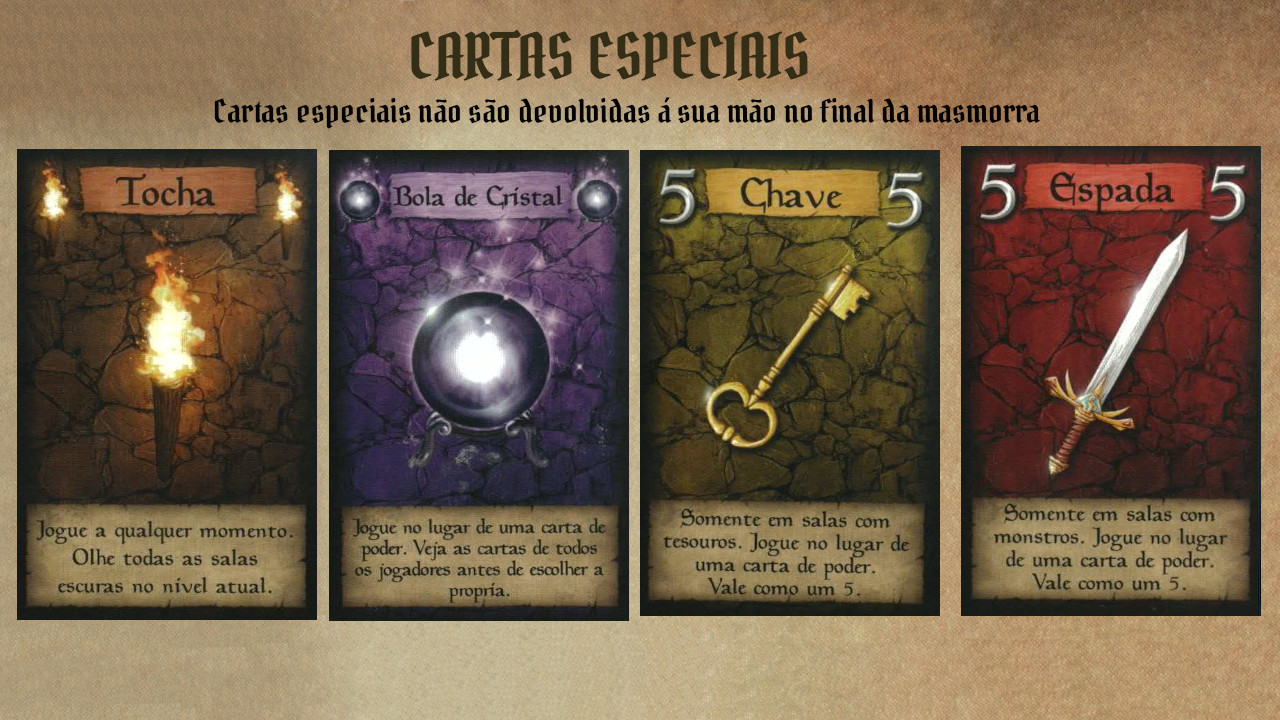 CARTAS ESPECIAIS
Cartas especiais não são devolvidas á sua mão no final da masmorra
Tocha
Jogue a qualquer momento.
Olhe todas as salas
escuras no nível atual.
Bola de Cristal
Jogue no lugar de uma carta de
poder. Veja as cartas de todos
os jogadores antes de escolher a
propría.
5 Chave 5
Somente em salas com
tesouros. Jogue no lugar de
uma carta de poder.
Vale como um 5.
5 Espada 5
Somente em salas com
monstros. Jogue no lugar
de uma carta de poder.
Vale como um 5.